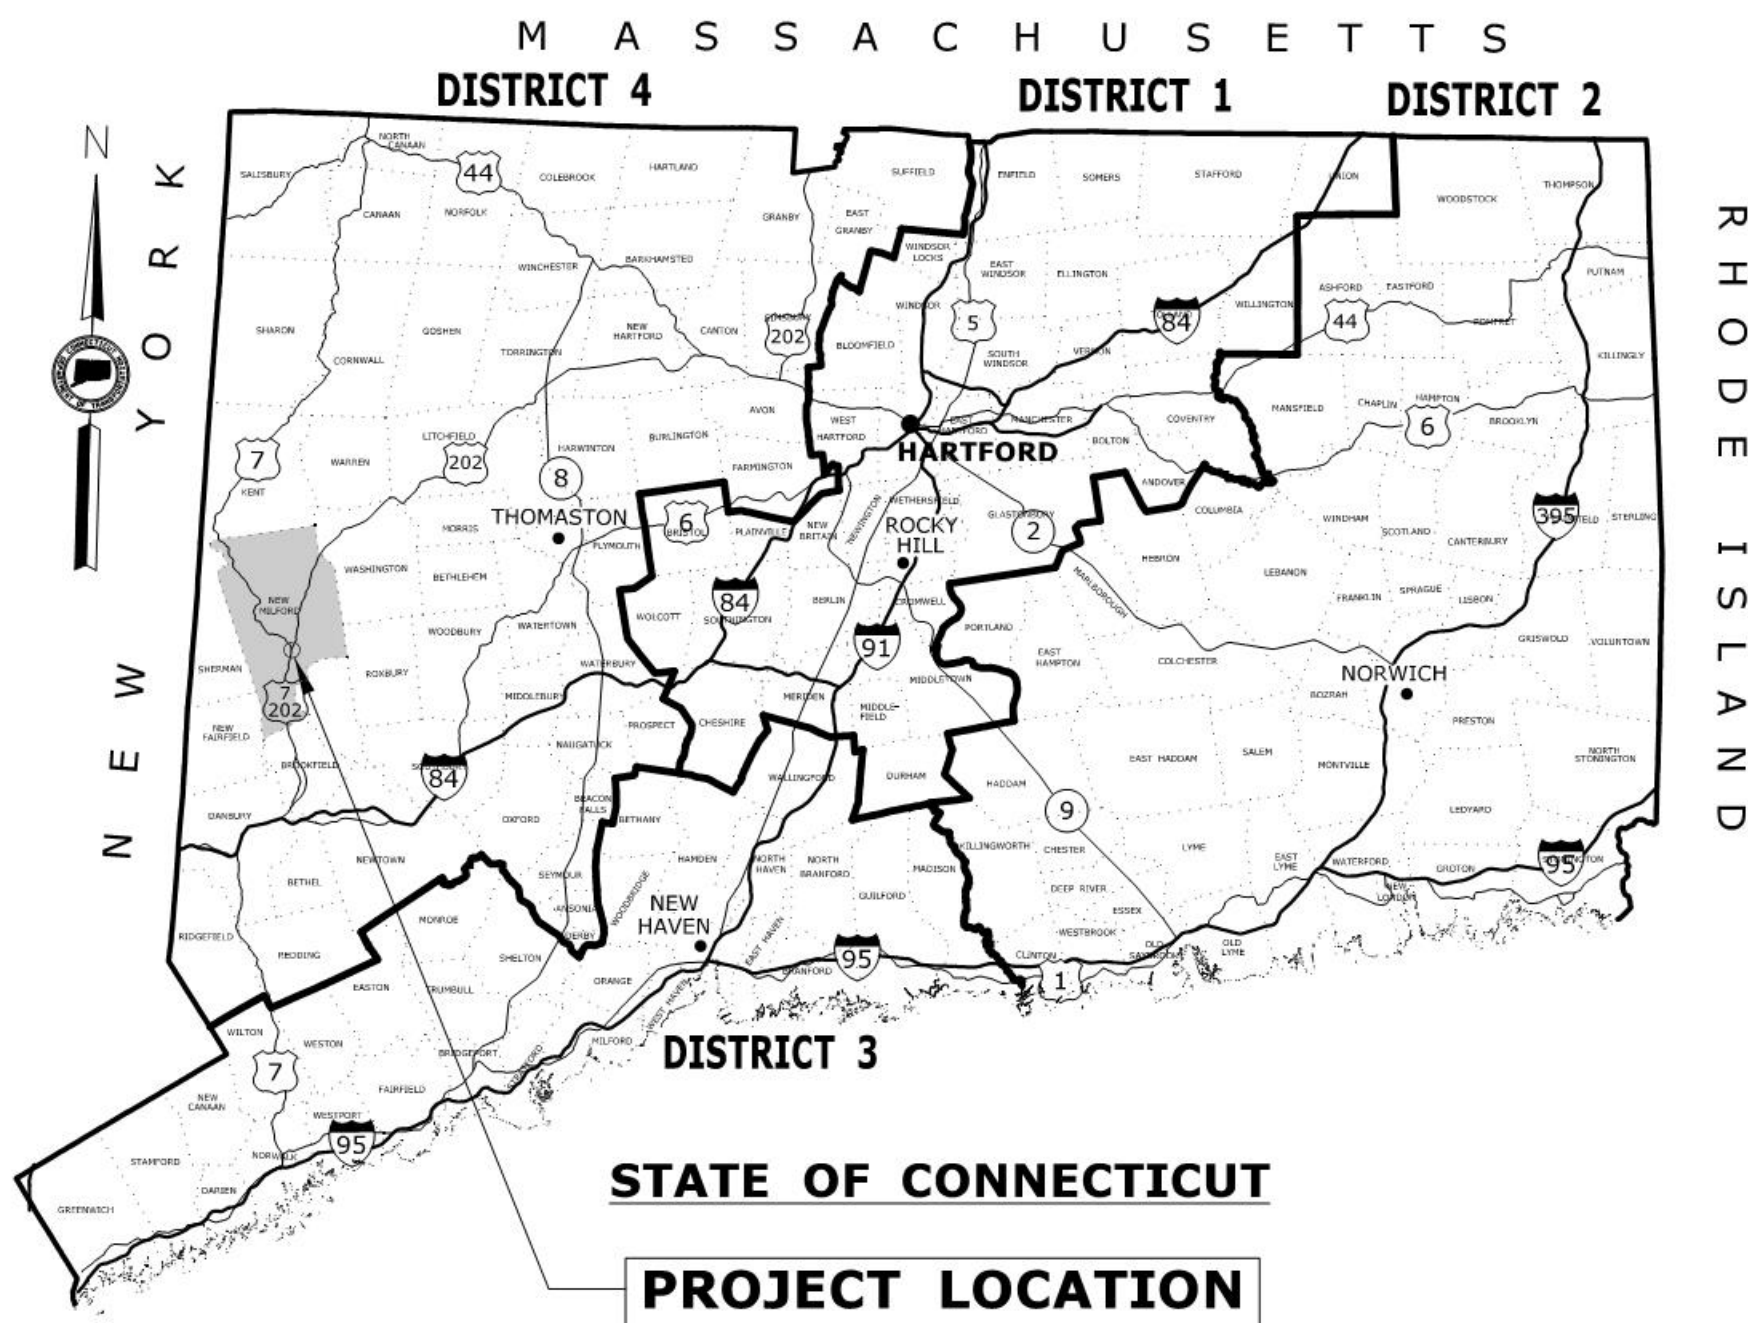 M A S S A C H U S E T T S
DISTRICT 4
DISTRICT 1
DISTRICT 2
N
N E W Y O R K
R H O D E I S L A N D
NORTH
CANAAN
SALISBURY
44
COLEBROOK
HARTLAND
SUFFIELD
ENFIELD
SOMERS
STAFFORD
UNION
WOODSTOCK
THOMPSON
CANAAN
NORFOLK
GRANBY
EAST
GRANBY
WINDSOR
LOCKS
WINCHESTER
BARKHAMSTED
EAST
WINDSOR
ELLINGTON
WILLINGTON
ASHFORD
EASTFORD
PUTNAM
SHARON
CORNWALL
GOSHEN
TORRINGTON
NEW
HARTFORD
CANTON
SIMSBURY
202
BLOOMFIELD
WINDSOR
5
SOUTH
WINDSOR
VERNON
84
44
POMFRET
KILLINGLY
AVON
WEST
HARTFORD
EAST
HARTFORD
MANCHESTER
HARTFORD
BOLTON
COVENTRY
MANSFIELD
CHAPLIN
HAMPTON
6
BROOKLYN
7
KENT
WARREN
LITCHFIELD
202
HARWINTON
8
BURLINGTON
FARMINGTON
ANDOVER
COLUMBIA
WINDHAM
SCOTLAND
CANTERBURY
395
STERLING
MORRIS
THOMASTON
PLYMOUTH
6
BRISTOL
PLAINVILLE
NEW
BRITAIN
NEWINGTON
WETHERSFIELD
ROCKY
HILL
GLASTONBURY
2
MARLBOROUGH
HEBRON
LEBANON
FRANKLIN
SPRAGUE
LISBON
GRISWOLD
VOLUNTOWN
NEW
MILFORD
WASHINGTON
BETHLEHEM
WOODBURY
WATERTOWN
WOLCOTT
84
SOUTHINGTON
BERLIN
CROMWELL
91
PORTLAND
EAST
HAMPTON
COLCHESTER
NORWICH
BOZRAH
PRESTON
SHERMAN
7
202
ROXBURY
MIDDLEBURY
WATERBURY
MERIDEN
MIDDLETOWN
MIDDLE-
FIELD
NEW
FAIRFIELD
BROOKFIELD
84
NAUGATUCK
PROSPECT
CHESHIRE
WALLINGFORD
DURHAM
HADDAM
EAST HADDAM
SALEM
MONTVILLE
NORTH
STONINGTON
LEDYARD
DANBURY
OXFORD
BEACON
FALLS
BETHANY
9
NEWTOWN
BETHEL
SEYMOUR
HAMDEN
NORTH
HAVEN
NORTH
BRANFORD
MADISON
KILLINGWORTH
CHESTER
LYME
EAST
LYME
WATERFORD
GROTON
95
NEW
LONDON
RIDGEFIELD
REDDING
MONROE
ANSONIA
DERBY
WOODBRIDGE
NEW
HAVEN
GUILFORD
DEEP RIVER
ESSEX
WESTBROOK
OLD
SAYBROOK
OLD
LYME
SHELTON
ORANGE
EAST HAVEN
BRANFORD
95
CLINTON
1
EASTON
TRUMBULL
WEST HAVEN
MILFORD
DISTRICT 3
WILTON
WESTON
7
BRIDGEPORT
STRATFORD
FAIRFIELD
NEW
CANAAN
WESTPORT
95
NORWALK
STAMFORD
DARIEN
GREENWICH
STATE OF CONNECTICUT
PROJECT LOCATION